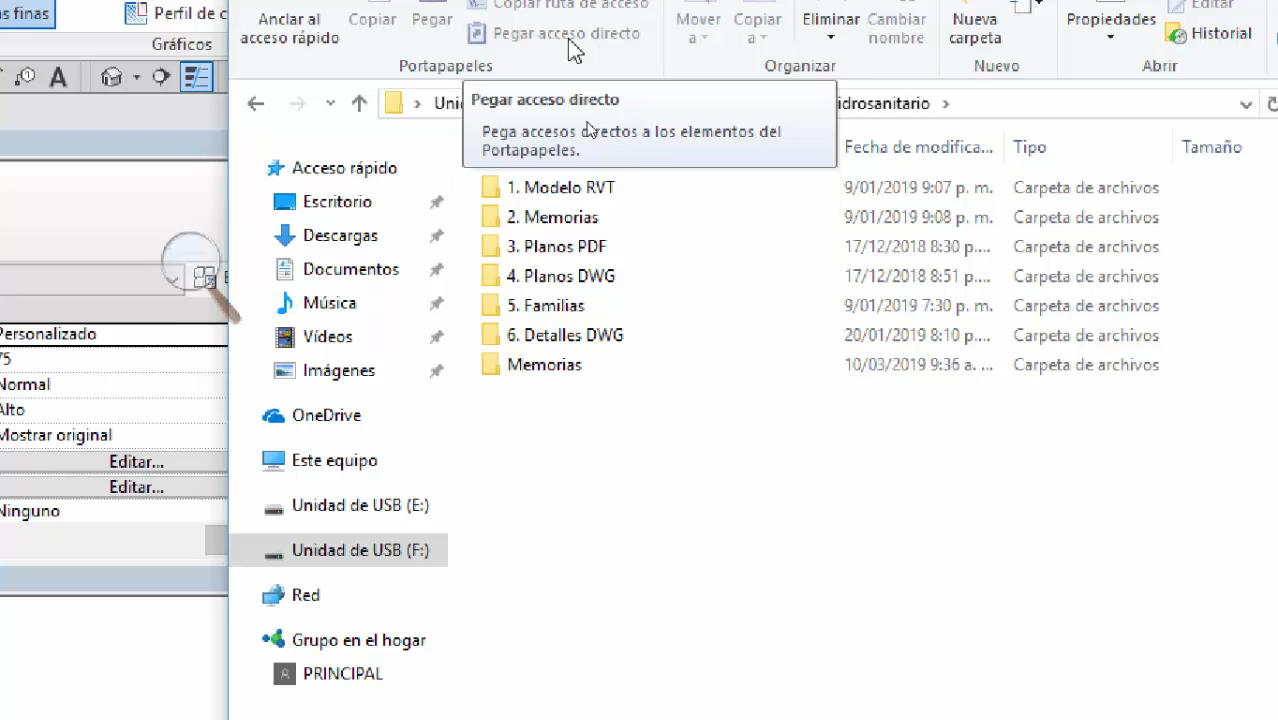 s finas
Perfil de c
Gráficos
A
Personalizado
75
Normal
Alto
Mostrar original
Editar...
Editar...
Ninguno
Anclar al
acceso rápido
Copiar
Pegar
Copiar ruta de acceso
Pegar acceso directo
Portapapeles
Mover
a
Copiar
a
Eliminar
Cambiar
nombre
Organizar
Nueva
carpeta
Nuevo
Propiedades
Editar
Historial
Abrir
Uni
idrosanitario
Pegar acceso directo
Pega accesos directos a los elementos del
Portapapeles.
Fecha de modifica... Tipo Tamaño
1. Modelo RVT 9/01/2019 9:07 p. m. Carpeta de archivos
2. Memorias 9/01/2019 9:08 p. m. Carpeta de archivos
3. Planos PDF 17/12/2018 8:30 p.... Carpeta de archivos
4. Planos DWG 17/12/2018 8:51 p.... Carpeta de archivos
5. Familias 9/01/2019 7:30 p. m. Carpeta de archivos
6. Detalles DWG 20/01/2019 8:10 p.... Carpeta de archivos
Memorias 10/03/2019 9:36 a. ... Carpeta de archivos
Acceso rápido
Escritorio
Descargas
Documentos
Música
Vídeos
Imágenes
OneDrive
Este equipo
Unidad de USB (E:)
Unidad de USB (F:)
Red
Grupo en el hogar
PRINCIPAL